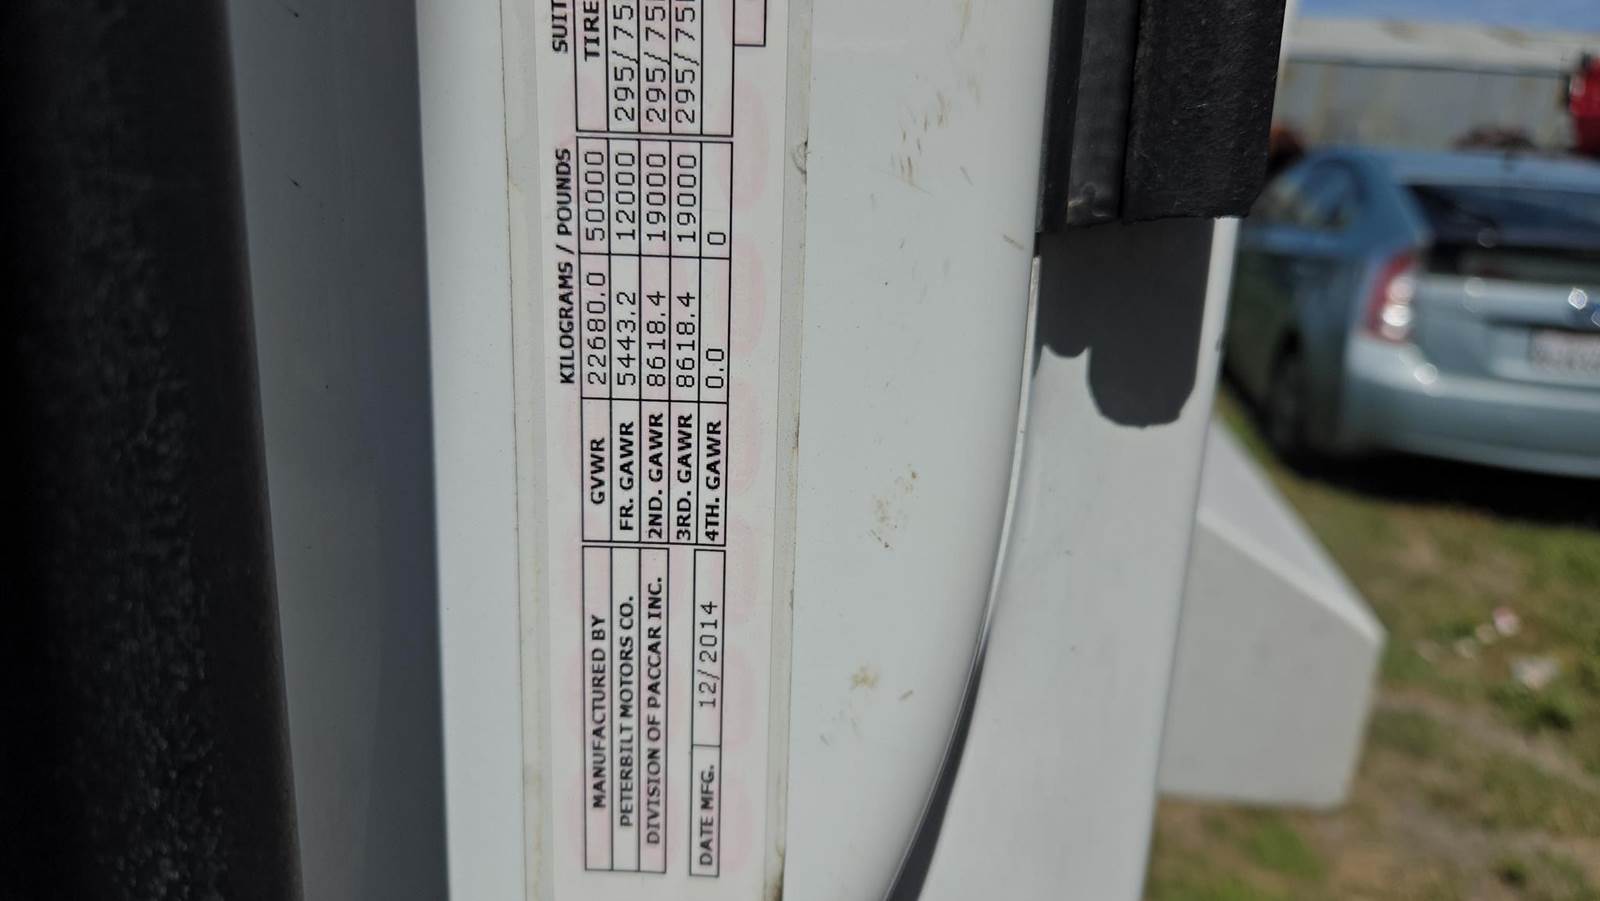 KILOGRAMS / POUNDS SUIT
MANUFACTURED BY GVWR 22680.0 50000 TIRE
PETERBILT MOTORS CO. FR. GAWR 5443.2 12000 295/75
DIVISION OF PACCAR INC. 2ND. GAWR 8618.4 19000 295/75
3RD. GAWR 8618.4 19000 295/75
DATE MFG. 12/2014 4TH. GAWR 0.0 0